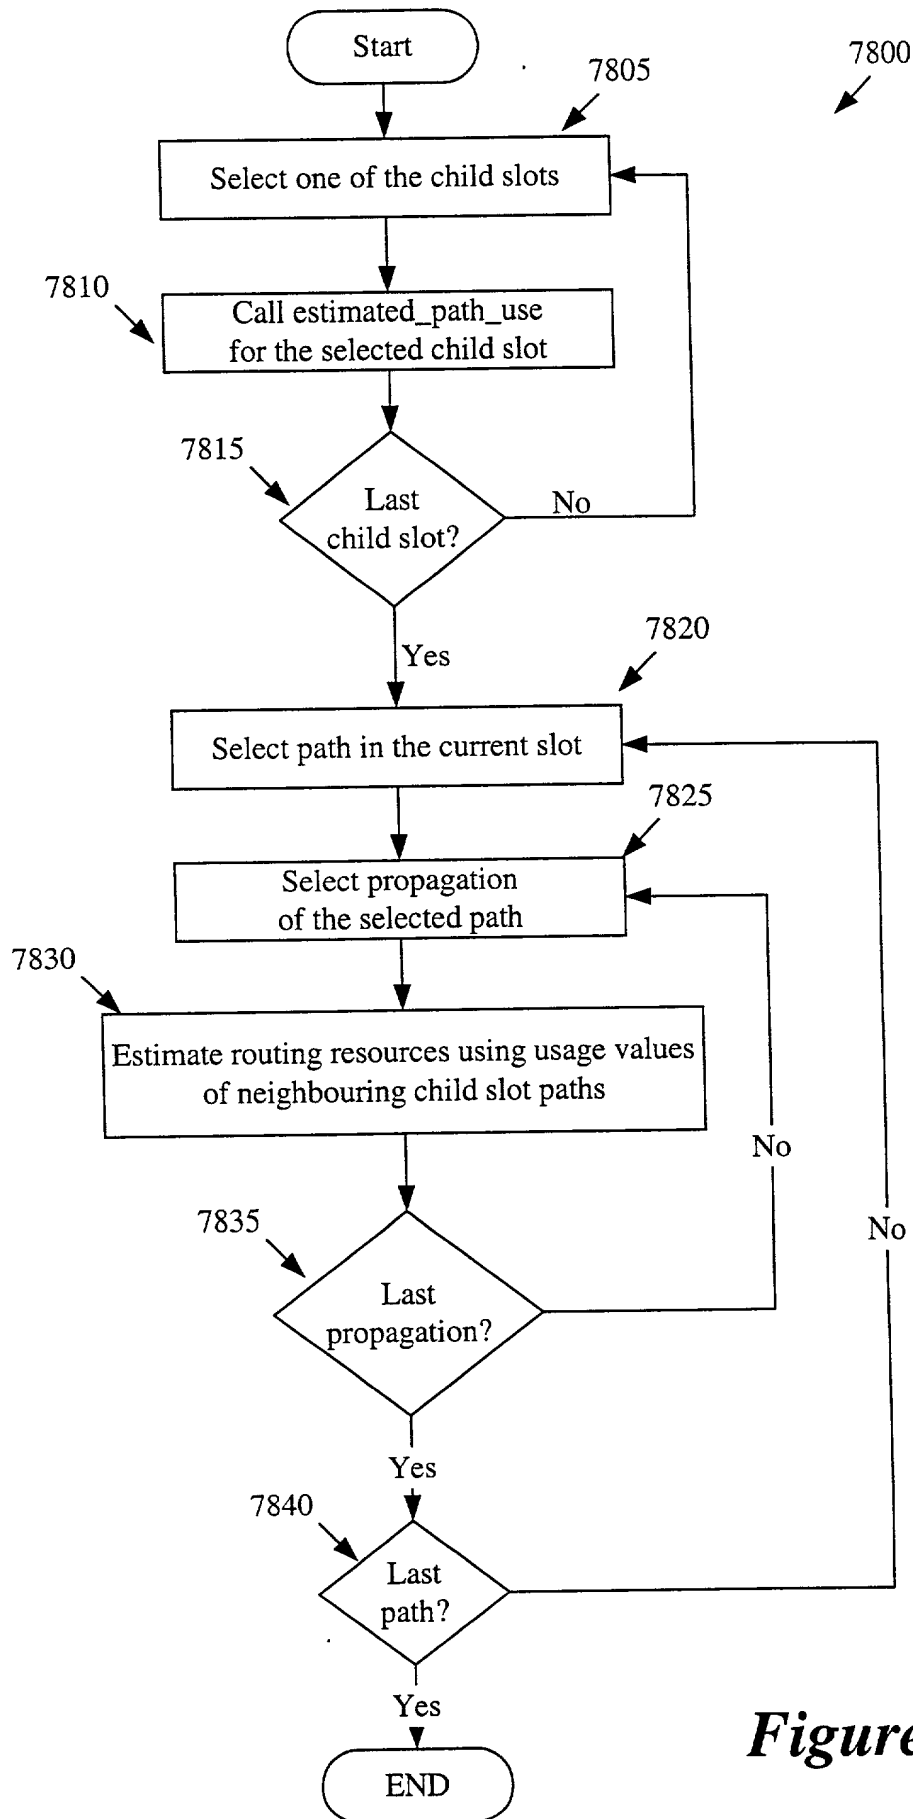 Start
7800
7805
Select one of the child slots
7810
Call estimated_path_use
for the selected child slot
7815
Last
child slot?
No
Yes
7820
Select path in the current slot
7825
Select propagation
of the selected path
7830
Estimate routing resources using usage values
of neighbouring child slot paths
No
No
7835
Last
propagation?
Yes
7840
Last
path?
Yes
END
Figure